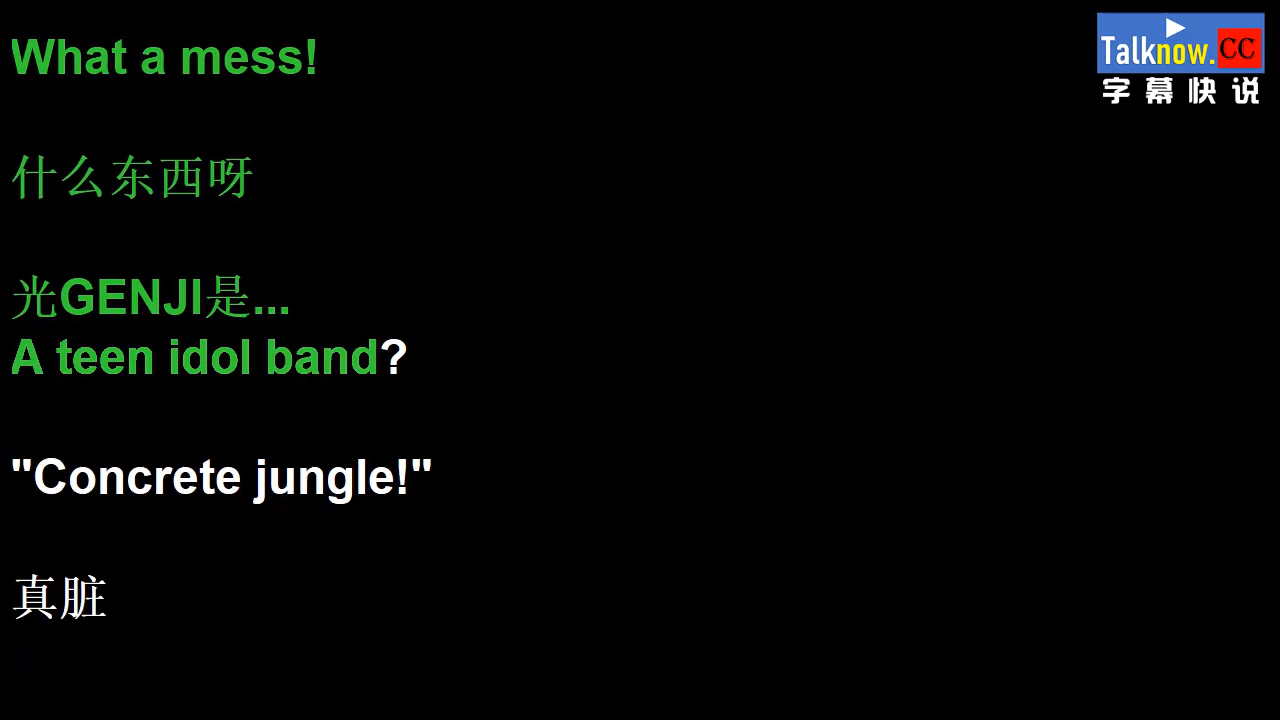 What a mess!
Talknow.CC
字幕快说
什么东西呀
光GENJI是...
A teen idol band?
"Concrete jungle!"
真脏